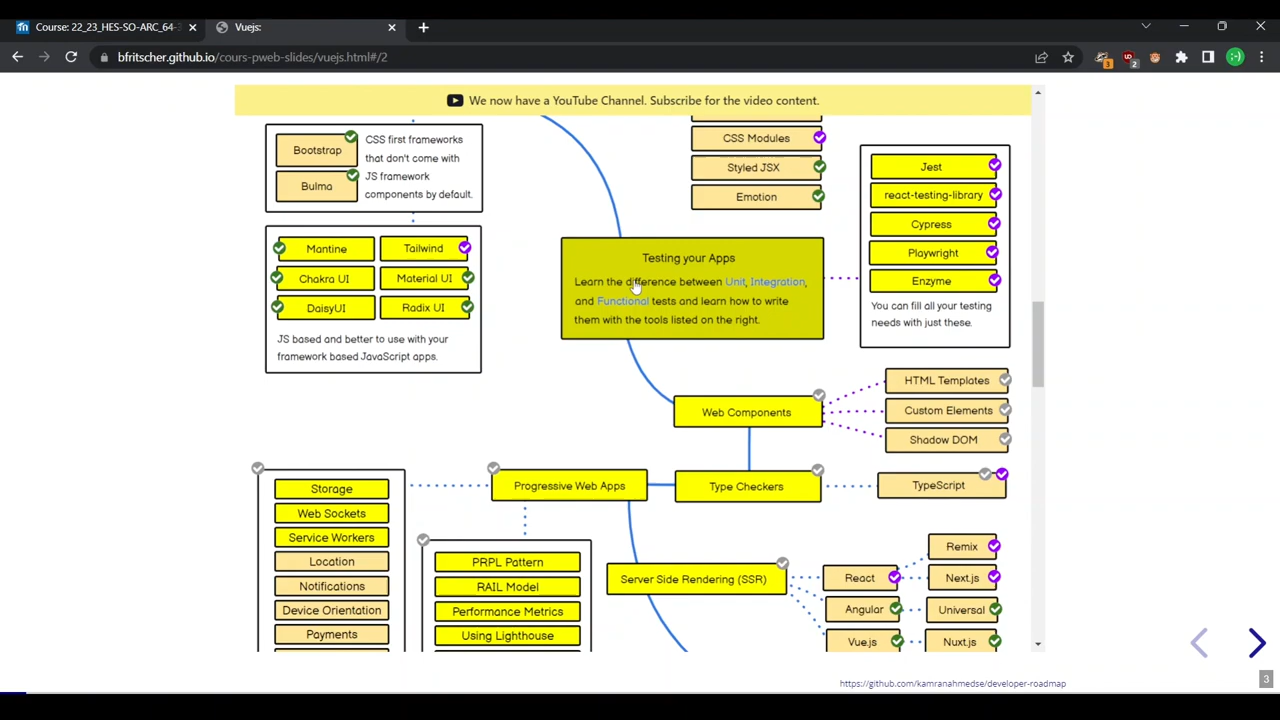 Course: 22_23_HES-SO-ARC_64-
Vuejs:
bfritscher.github.io/cours-pweb-slides/vuejs.html#/2
3
2
:-)
We now have a YouTube Channel. Subscribe for the video content.
Bootstrap
Bulma
CSS first frameworks
that don't come with
JS framework
components by default.
Mantine
Tailwind
Chakra UI
Material UI
DaisyUI
Radix UI
JS based and better to use with your
framework based JavaScript apps.
CSS Modules
Styled JSX
Emotion
Jest
react-testing-library
Cypress
Playwright
Enzyme
You can fill all your testing
needs with just these.
Testing your Apps
Learn the difference between Unit, Integration,
and Functional tests and learn how to write
them with the tools listed on the right.
Web Components
HTML Templates
Custom Elements
Shadow DOM
Progressive Web Apps
Type Checkers
TypeScript
Storage
Web Sockets
Service Workers
Location
Notifications
Device Orientation
Payments
PRPL Pattern
RAIL Model
Performance Metrics
Using Lighthouse
Server Side Rendering (SSR)
React
Angular
Vue.js
Remix
Next.js
Universal
Nuxt.js
https://github.com/kamranahmedse/developer-roadmap
3